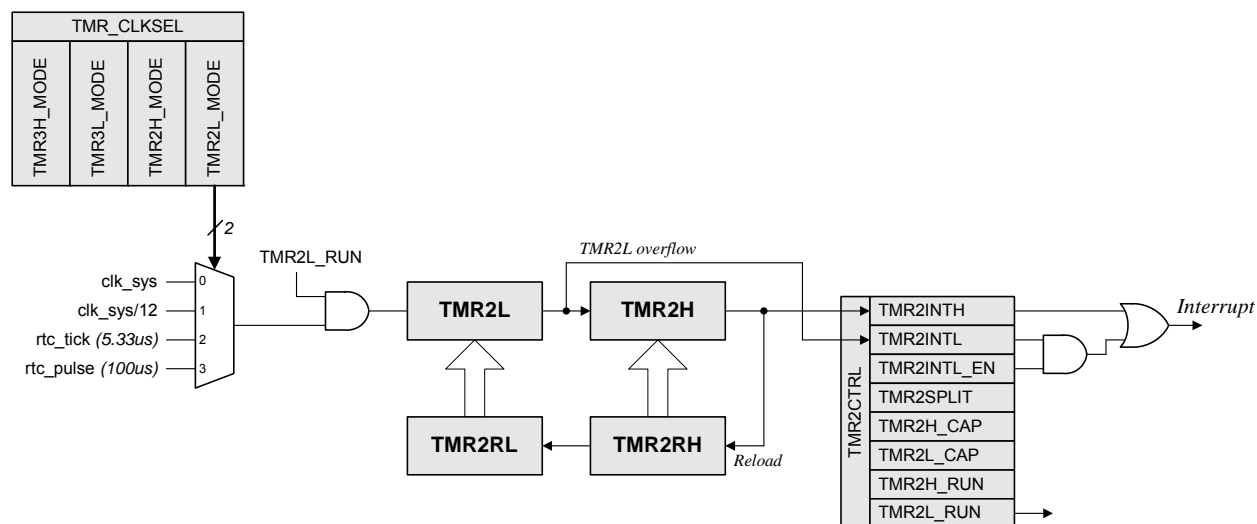 TMR_CLKSEL
TMR3H_MODE
TMR3L_MODE
TMR2H_MODE
TMR2L_MODE
2
clk_sys
0
clk_sys/12
1
rtc_tick (5.33us)
2
rtc_pulse (100us)
3
TMR2L_RUN
TMR2L
TMR2L overflow
TMR2H
TMR2RL
TMR2RH
Reload
TMR2CTRL
TMR2INTH
TMR2INTL
TMR2INTL_EN
TMR2SPLIT
TMR2H_CAP
TMR2L_CAP
TMR2H_RUN
TMR2L_RUN
Interrupt